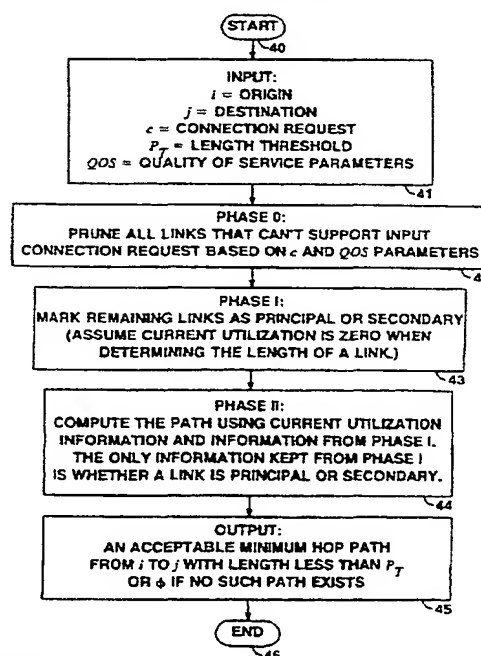 START
40
INPUT:
i = ORIGIN
j = DESTINATION
c = CONNECTION REQUEST
P_T = LENGTH THRESHOLD
QOS = QUALITY OF SERVICE PARAMETERS
41
PHASE 0:
PRUNE ALL LINKS THAT CAN'T SUPPORT INPUT
CONNECTION REQUEST BASED ON c AND QOS PARAMETERS
PHASE I:
MARK REMAINING LINKS AS PRINCIPAL OR SECONDARY
(ASSUME CURRENT UTILIZATION IS ZERO WHEN
DETERMINING THE LENGTH OF A LINK.)
43
PHASE II:
COMPUTE THE PATH USING CURRENT UTILIZATION
INFORMATION AND INFORMATION FROM PHASE I.
THE ONLY INFORMATION KEPT FROM PHASE I
IS WHETHER A LINK IS PRINCIPAL OR SECONDARY.
44
OUTPUT:
AN ACCEPTABLE MINIMUM HOP PATH
FROM i TO j WITH LENGTH LESS THAN P_T
OR ϕ IF NO SUCH PATH EXISTS
45
END
46